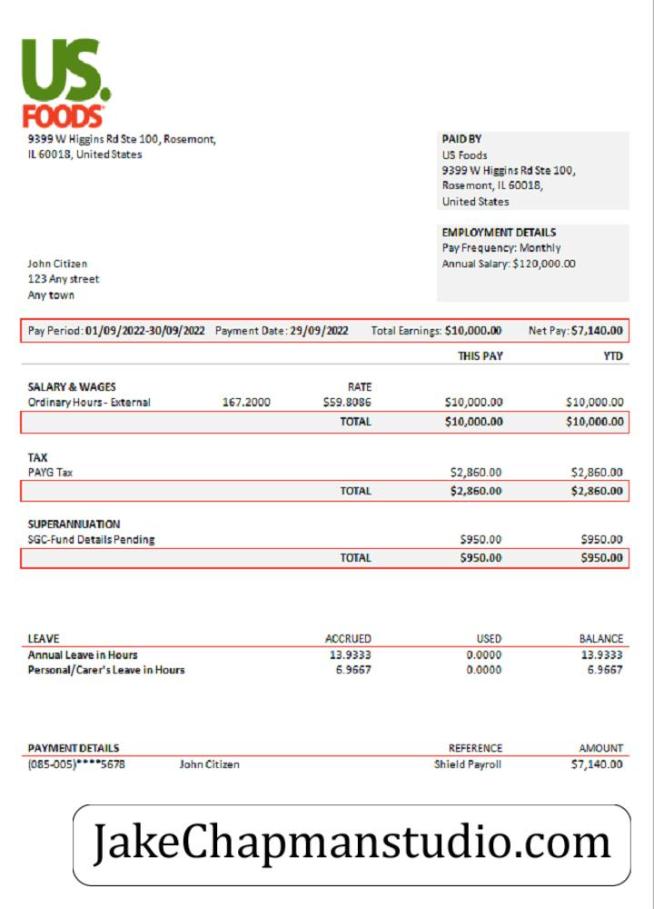 US.
FOODS
9399 W Higgins Rd Ste 100, Rosemont,
IL 60018, United States
PAID BY
US Foods
9399 W Higgins Rd Ste 100,
Rosemont, IL 60018,
United States
EMPLOYMENT DETAILS
Pay Frequency: Monthly
Annual Salary: $120,000.00
John Citizen
123 Any street
Any town
Pay Period: 01/09/2022-30/09/2022 Payment Date: 29/09/2022 Total Earnings: $10,000.00 Net Pay: $7,140.00
THIS PAY YTD
SALARY & WAGES RATE
Ordinary Hours - External 167.2000 $59.8086 $10,000.00 $10,000.00
TOTAL $10,000.00 $10,000.00
TAX
PAYG Tax $2,860.00 $2,860.00
TOTAL $2,860.00 $2,860.00
SUPERANNUATION
SGC-Fund Details Pending $950.00 $950.00
TOTAL $950.00 $950.00
LEAVE ACCRUED USED BALANCE
Annual Leave in Hours 13.9333 0.0000 13.9333
Personal/Carer's Leave in Hours 6.9667 0.0000 6.9667
PAYMENT DETAILS REFERENCE AMOUNT
(085-005)****5678 John Citizen Shield Payroll $7,140.00
JakeChapmanstudio.com